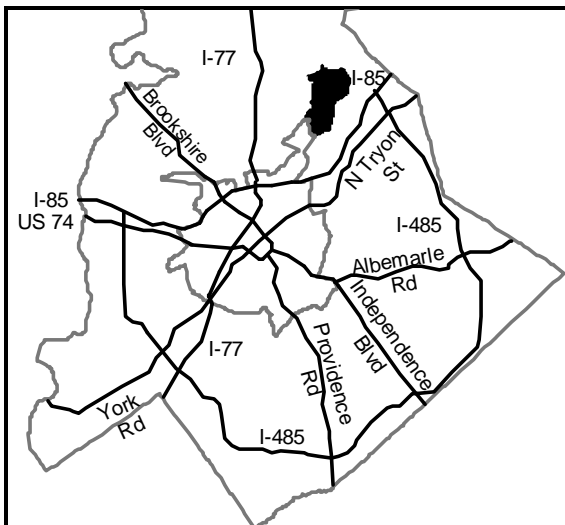 I-77
I-85
Brookshire
Blvd
N Tryon
St
I-85
US 74
I-485
Albemarle
Rd
Independence
Blvd
I-77
Providence
Rd
York
Rd
I-485